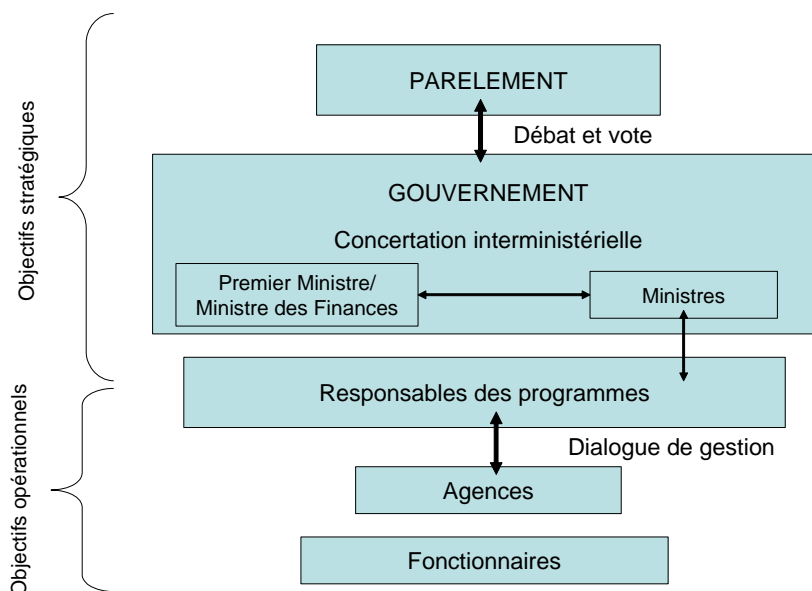 PARELEMENT
Débat et vote
GOUVERNEMENT
Concertation interministérielle
Premier Ministre/
Ministre des Finances
Ministres
Objectifs stratégiques
Responsables des programmes
Dialogue de gestion
Agences
Fonctionnaires
Objectifs opérationnels